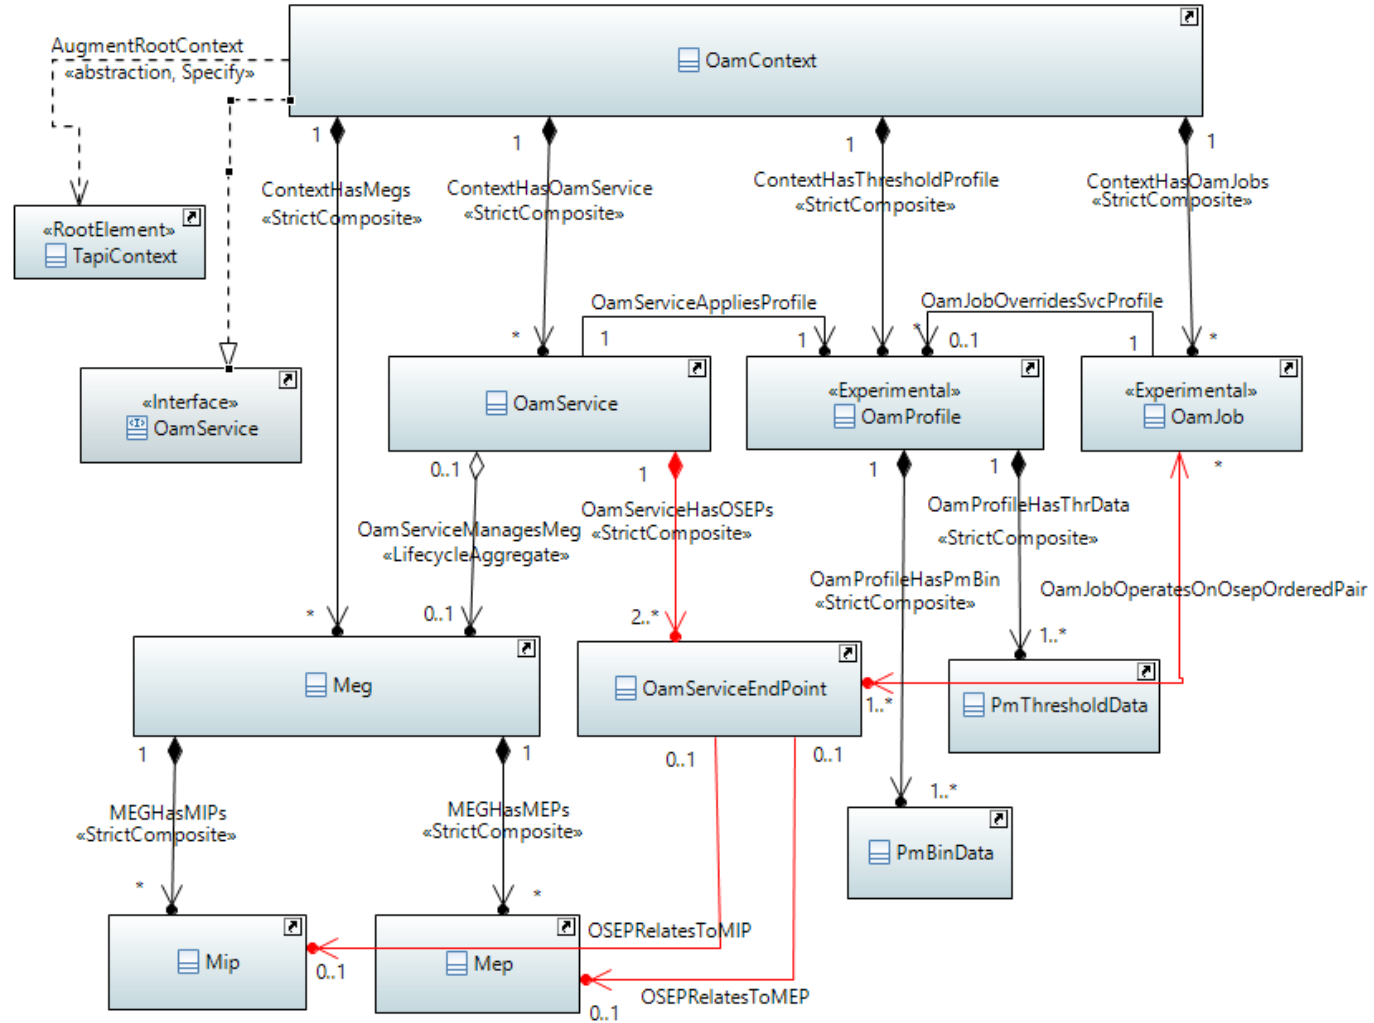 OamContext
AugmentRootContext
«abstraction, Specify»
1
1
1
1
ContextHasMegs
«StrictComposite»
ContextHasOamService
«StrictComposite»
ContextHasThresholdProfile
«StrictComposite»
ContextHasOamJobs
«StrictComposite»
«RootElement»
TapiContext
OamServiceAppliesProfile
OamJobOverridesSvcProfile
*
1
1
*
0..1
1
*
«Interface»
OamService
OamService
«Experimental»
OamProfile
«Experimental»
OamJob
0..1
1
1
1
*
OamServiceManagesMeg
«LifecycleAggregate»
OamServiceHasOSEPs
«StrictComposite»
OamProfileHasThrData
«StrictComposite»
OamProfileHasPmBin
«StrictComposite»
OamJobOperatesOnOsepOrderedPair
*
0..1
2..*
1..*
Meg
OamServiceEndPoint
1..*
PmThresholdData
1
1
0..1
0..1
1..*
MEGHasMIPs
«StrictComposite»
MEGHasMEPs
«StrictComposite»
PmBinData
*
*
OSEPRelatesToMIP
Mip
0..1
Mep
OSEPRelatesToMEP
0..1